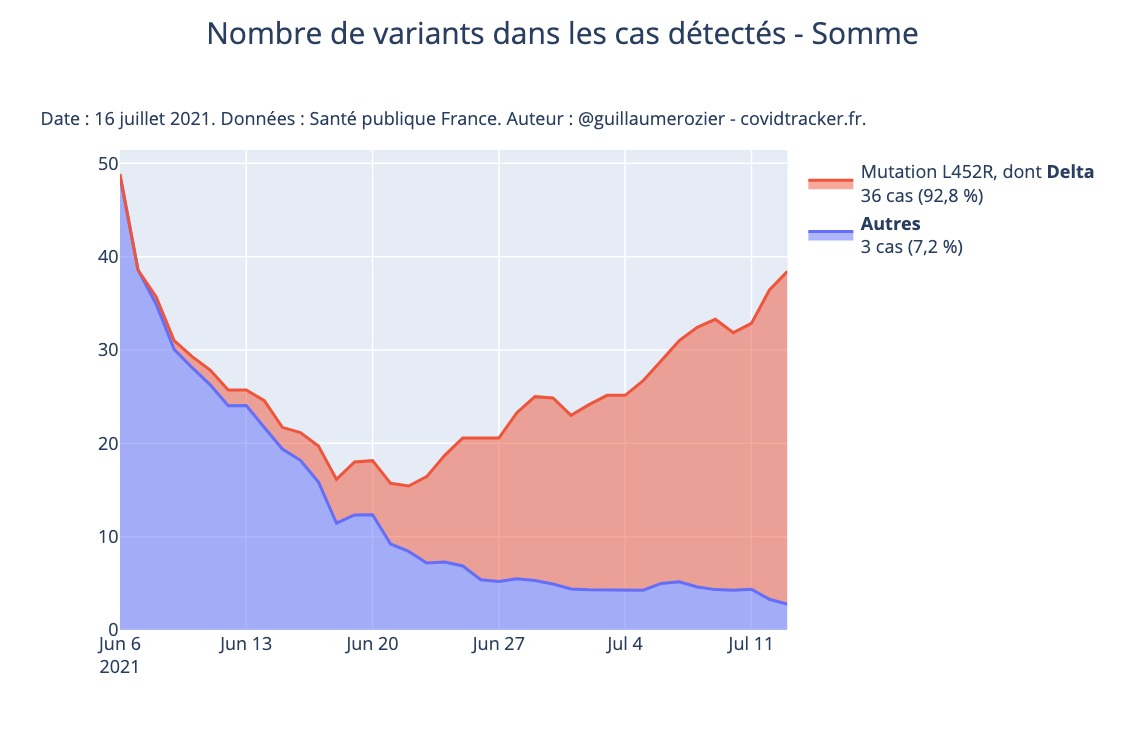 Nombre de variants dans les cas détectés - Somme
Date : 16 juillet 2021. Données : Santé publique France. Auteur : @guillaumerozier - covidtracker.fr.
50
40
30
20
10
0
Jun 6
2021
Jun 13
Jun 20
Jun 27
Jul 4
Jul 11
Mutation L452R, dont Delta
36 cas (92,8 %)
Autres
3 cas (7,2 %)